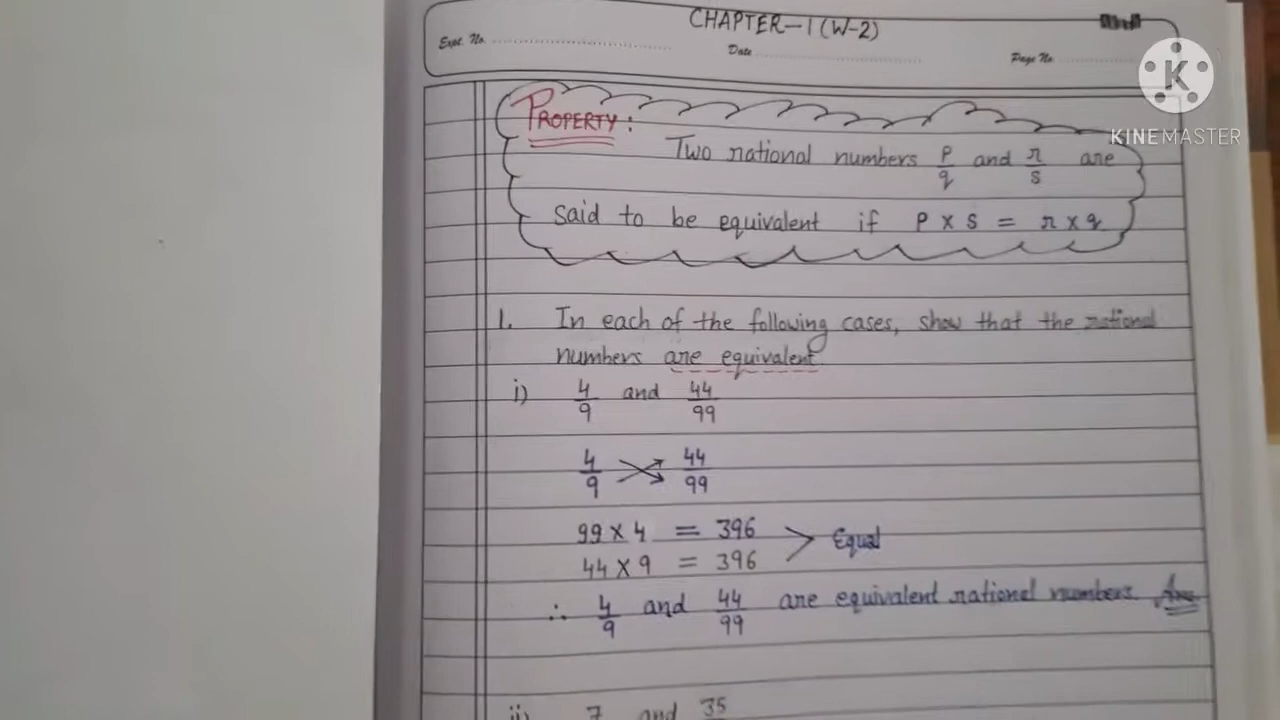 CHAPTER-1 (W-2)
Expt. No.
Date
Page No.
K
KINEMASTER
PROPERTY:
Two rational numbers p/q and r/s are
said to be equivalent if p × s = r × q
1. In each of the following cases, show that the rational
numbers are equivalent.
i) 4/9 and 44/99
4/9 44/99
99 × 4 = 396
44 × 9 = 396 > Equal
∴ 4/9 and 44/99 are equivalent rational numbers. Ans
ii) 7 and 35